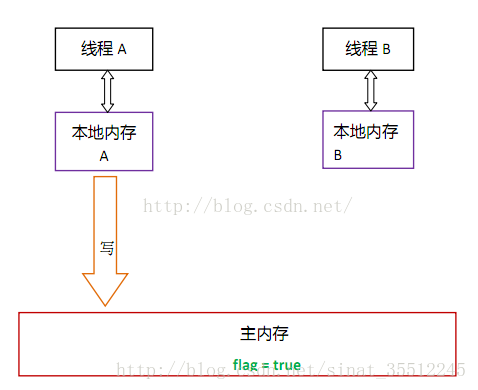 线程 A
线程 B
本地内存
A
本地内存
B
http://blog.csdn.net/
写
主内存
flag = true
http://blog.csdn.net/sinat_35512245